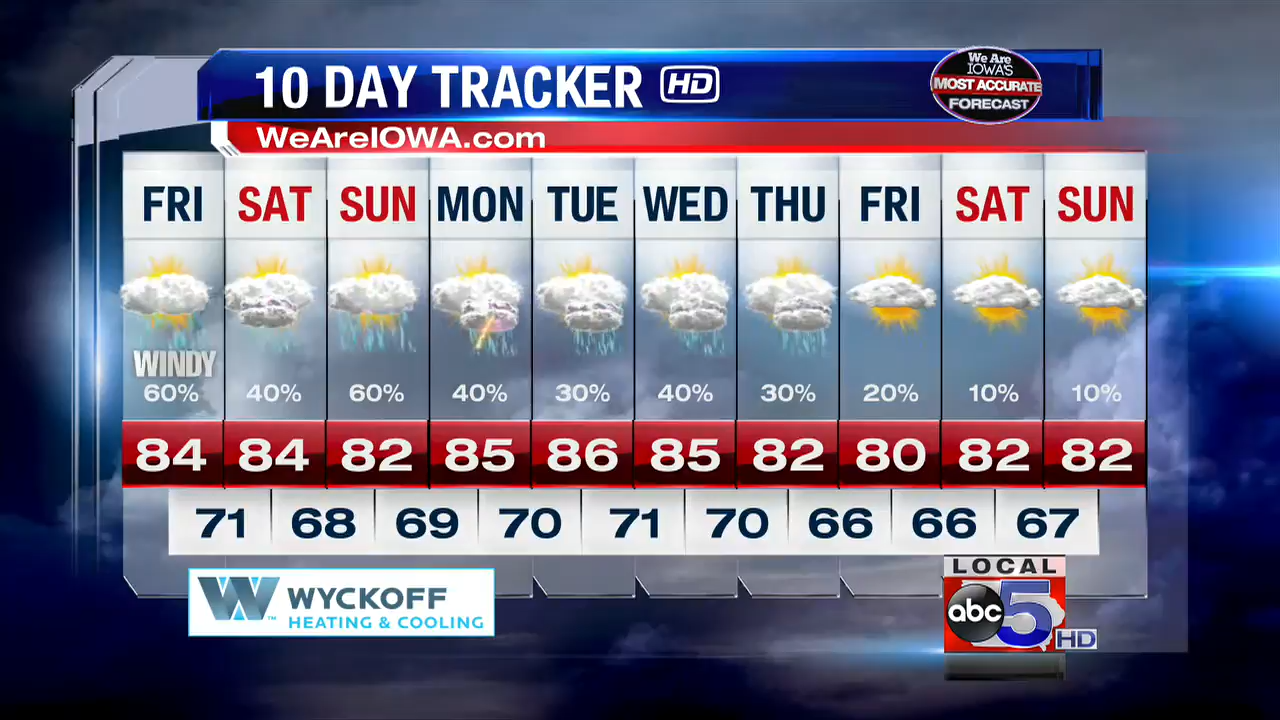 10 DAY TRACKER HD
We Are
IOWA'S
MOST ACCURATE
FORECAST
WeAreIOWA.com
FRI SAT SUN MON TUE WED THU FRI SAT SUN
WINDY
60% 40% 60% 40% 30% 40% 30% 20% 10% 10%
84 84 82 85 86 85 82 80 82 82
71 68 69 70 71 70 66 66 67
W™ WYCKOFF
HEATING & COOLING
LOCAL
abc 5 HD